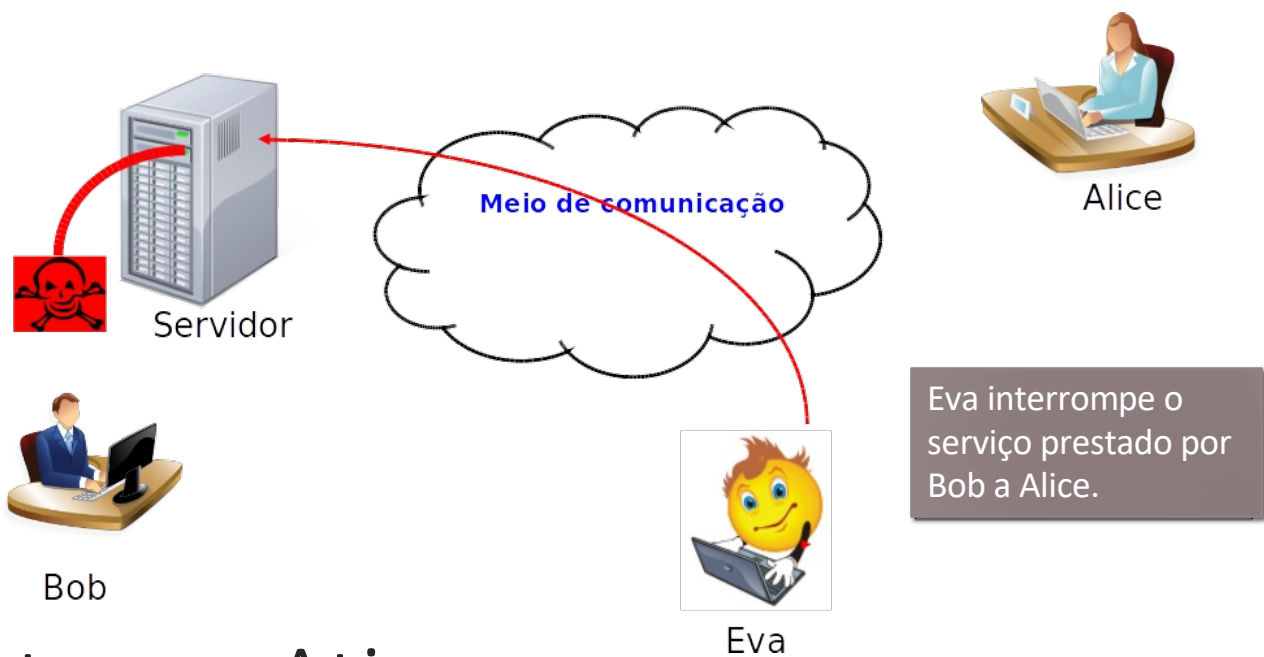 Meio de comunicação
Alice
Servidor
Eva interrompe o
serviço prestado por
Bob a Alice.
Bob
Eva